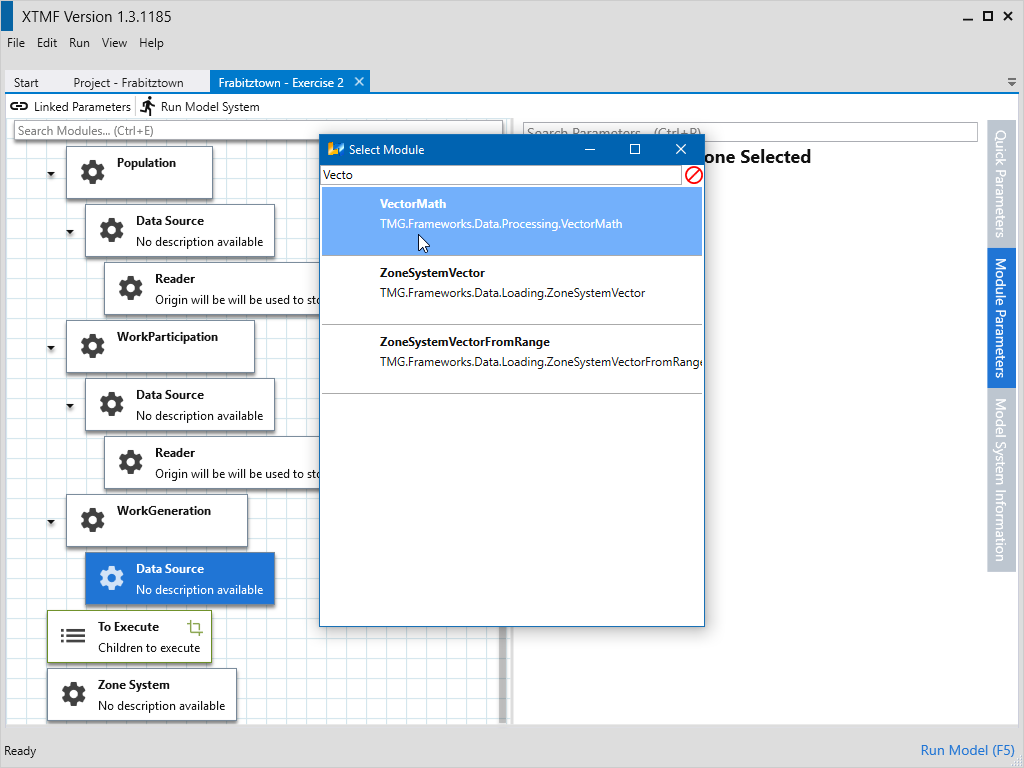 XTMF Version 1.3.1185
File Edit Run View Help
Start Project - Frabitztown Frabitztown - Exercise 2
Linked Parameters Run Model System
Search Modules... (Ctrl+E)
Search Parameters... (Ctrl+P)
one Selected
Population
Data Source
No description available
Reader
Origin will be will be used to sto
WorkParticipation
Data Source
No description available
Reader
Origin will be will be used to sto
WorkGeneration
Data Source
No description available
To Execute
Children to execute
Zone System
No description available
Select Module
Vecto
VectorMath
TMG.Frameworks.Data.Processing.VectorMath
ZoneSystemVector
TMG.Frameworks.Data.Loading.ZoneSystemVector
ZoneSystemVectorFromRange
TMG.Frameworks.Data.Loading.ZoneSystemVectorFromRange
Quick Parameters
Module Parameters
Model System Information
Ready
Run Model (F5)